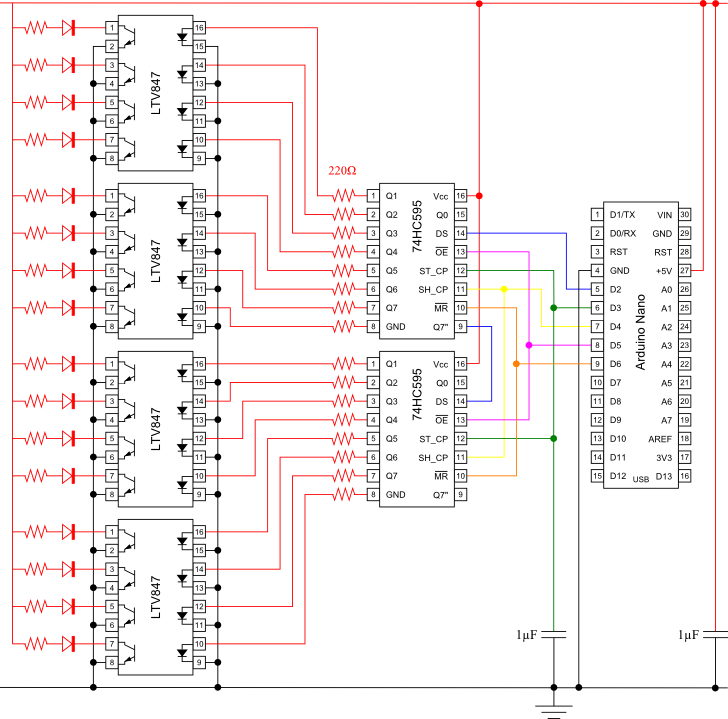 1 16
2 15
3 14
4 13
5 12
6 11
7 10
8 9
LTV847
1 16
2 15
3 14
4 13
5 12
6 11
7 10
8 9
LTV847
1 16
2 15
3 14
4 13
5 12
6 11
7 10
8 9
LTV847
1 16
2 15
3 14
4 13
5 12
6 11
7 10
8 9
LTV847
220Ω
1 Q1 Vcc 16
2 Q2 Q0 15
3 Q3 DS 14
4 Q4 OE 13
5 Q5 ST_CP 12
6 Q6 SH_CP 11
7 Q7 MR 10
8 GND Q7" 9
74HC595
1 Q1 Vcc 16
2 Q2 Q0 15
3 Q3 DS 14
4 Q4 OE 13
5 Q5 ST_CP 12
6 Q6 SH_CP 11
7 Q7 MR 10
8 GND Q7" 9
74HC595
1 D1/TX VIN 30
2 D0/RX GND 29
3 RST RST 28
4 GND +5V 27
5 D2 A0 26
6 D3 A1 25
7 D4 A2 24
8 D5 A3 23
9 D6 A4 22
10 D7 A5 21
11 D8 A6 20
12 D9 A7 19
13 D10 AREF 18
14 D11 3V3 17
15 D12 USB D13 16
Arduino Nano
1µF
1µF